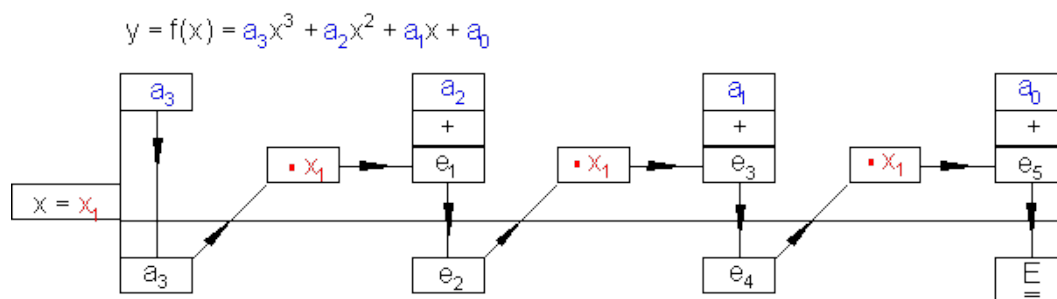 y = f(x) = a₃x³ + a₂x² + a₁x + a₀
a₃ a₂ a₁ a₀
+ + +
· x₁ e₁ · x₁ e₃ · x₁ e₅
x = x₁
a₃ e₂ e₄ E
=